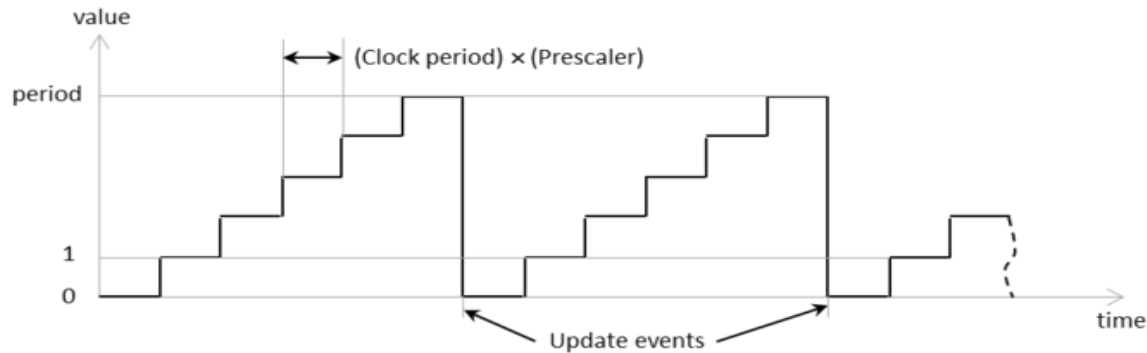 value
(Clock period) × (Prescaler)
period
1
0
time
Update events